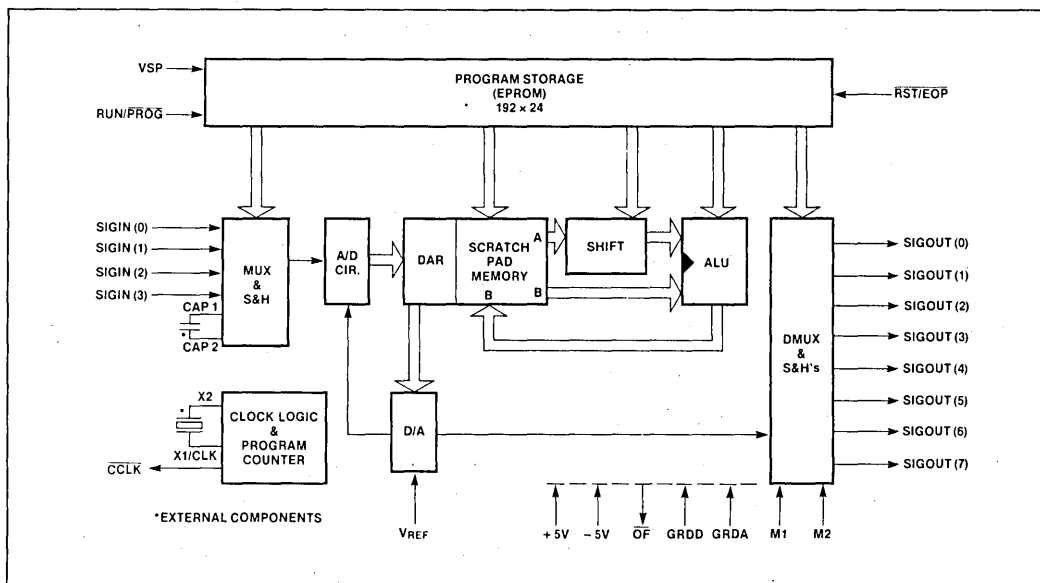 VSP
PROGRAM STORAGE
(EPROM)
192 x 24
RUN/PROG
RST/EOP
SIGIN (0)
SIGIN (1)
SIGIN (2)
SIGIN (3)
CAP 1
*
CAP 2
MUX
&
S&H
A/D
CIR.
DAR
SCRATCH
PAD
MEMORY
A
B
B
SHIFT
ALU
DMUX
&
S&H's
SIGOUT (0)
SIGOUT (1)
SIGOUT (2)
SIGOUT (3)
SIGOUT (4)
SIGOUT (5)
SIGOUT (6)
SIGOUT (7)
X2
*
X1/CLK
CCLK
CLOCK LOGIC
&
PROGRAM
COUNTER
D/A
*EXTERNAL COMPONENTS
VREF
+5V
-5V
OF
GRDD
GRDA
M1
M2